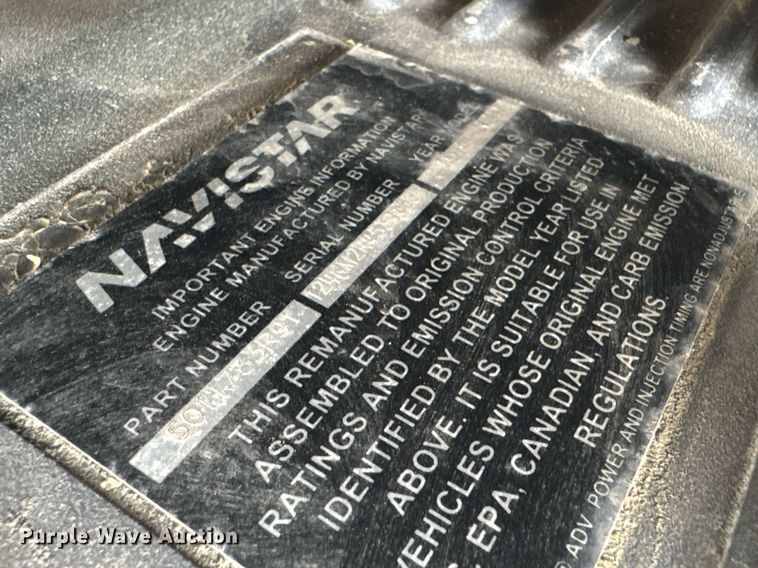 NAVISTAR
IMPORTANT ENGINE INFORMATION
ENGINE MANUFACTURED BY NAVISTAR
PART NUMBER SERIAL NUMBER YEAR
THIS REMANUFACTURED ENGINE WAS
ASSEMBLED TO ORIGINAL PRODUCTION
RATINGS AND EMISSION CONTROL CRITERIA
IDENTIFIED BY THE MODEL YEAR LISTED
ABOVE. IT IS SUITABLE FOR USE IN
VEHICLES WHOSE ORIGINAL ENGINE MET
EPA, CANADIAN, AND CARB EMISSION
REGULATIONS.
ADV POWER AND INJECTION TIMING ARE NONADJUSTABLE
Purple Wave Auction